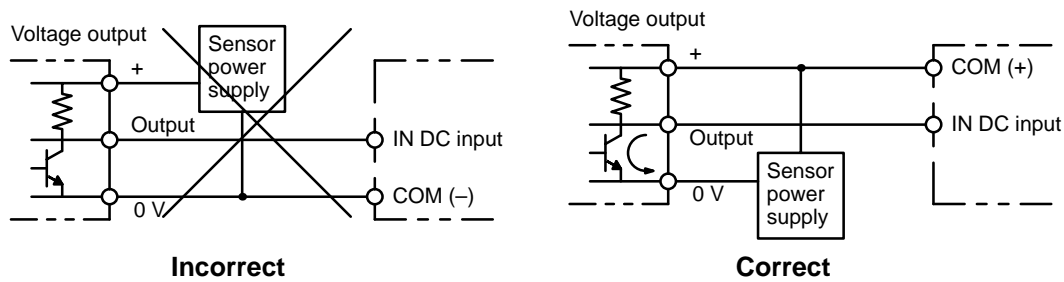 Voltage output
+
Sensor
power
supply
Output
IN DC input
0 V
COM (–)
Incorrect
Voltage output
+
COM (+)
Output
IN DC input
0 V
Sensor
power
supply
Correct